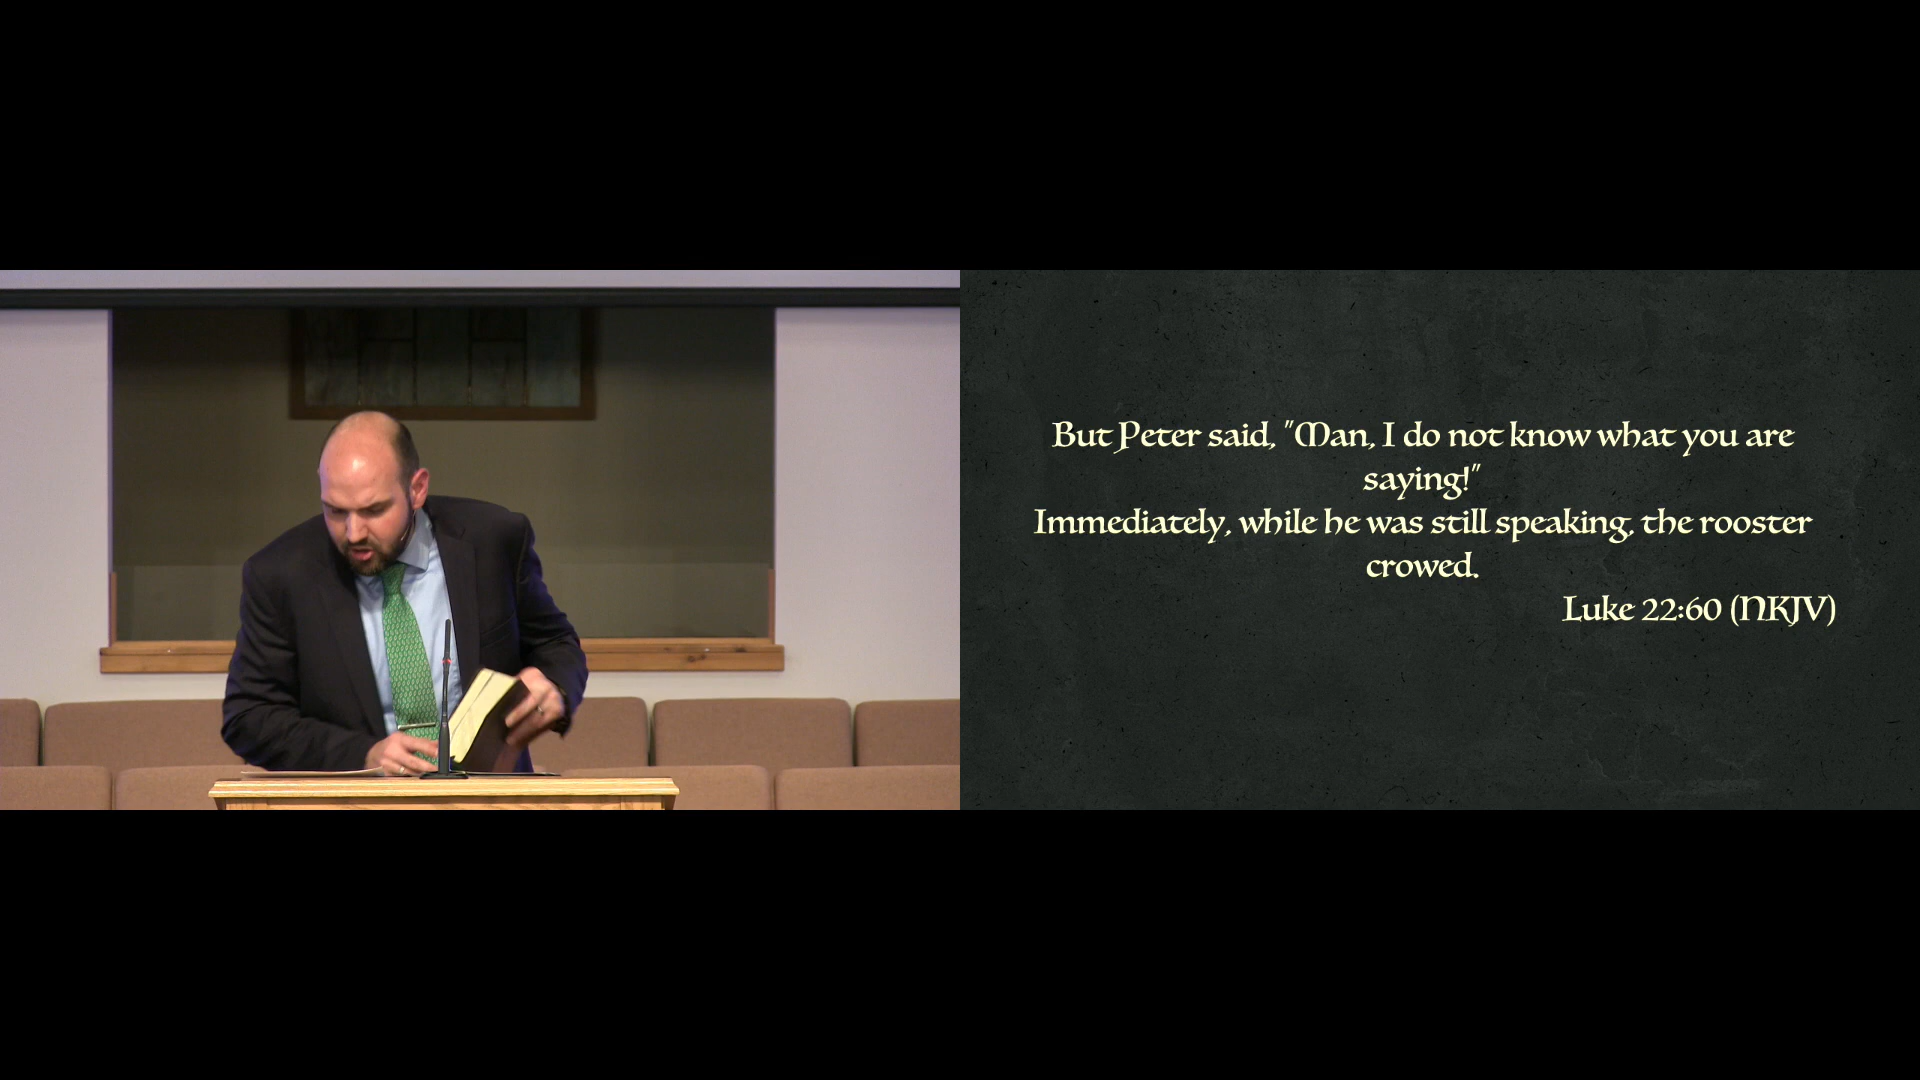 But Peter said, "Man, I do not know what you are
saying!"
Immediately, while he was still speaking, the rooster
crowed.
Luke 22:60 (NKJV)